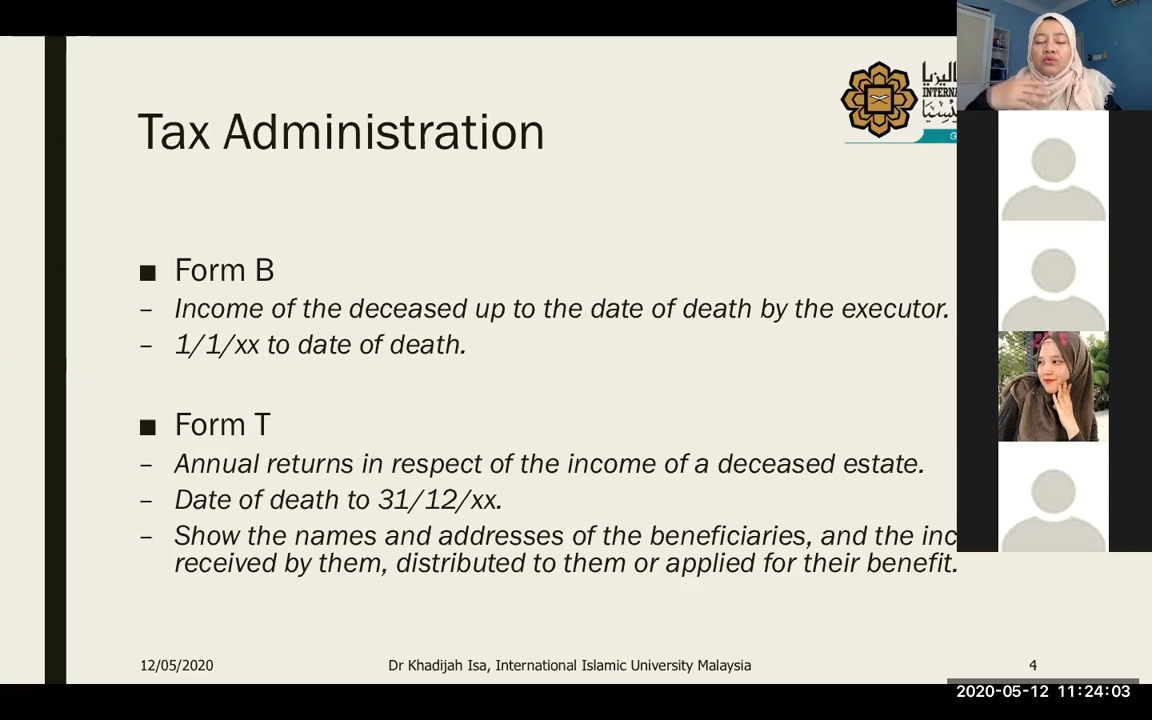 Tax Administration
■ Form B
– Income of the deceased up to the date of death by the executor.
– 1/1/xx to date of death.
■ Form T
– Annual returns in respect of the income of a deceased estate.
– Date of death to 31/12/xx.
– Show the names and addresses of the beneficiaries, and the
received by them, distributed to them or applied for their benefit.
12/05/2020 Dr Khadijah Isa, International Islamic University Malaysia 4
2020-05-12 11:24:03